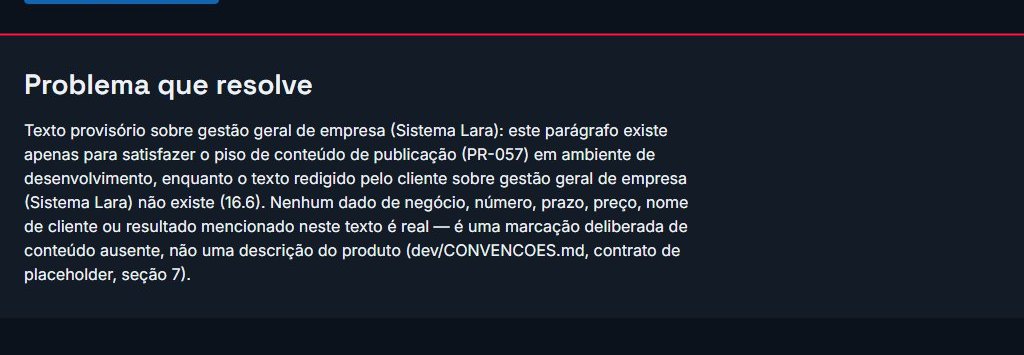 Problema que resolve
Texto provisório sobre gestão geral de empresa (Sistema Lara): este parágrafo existe
apenas para satisfazer o piso de conteúdo de publicação (PR-057) em ambiente de
desenvolvimento, enquanto o texto redigido pelo cliente sobre gestão geral de empresa
(Sistema Lara) não existe (16.6). Nenhum dado de negócio, número, prazo, preço, nome
de cliente ou resultado mencionado neste texto é real — é uma marcação deliberada de
conteúdo ausente, não uma descrição do produto (dev/CONVENCOES.md, contrato de
placeholder, seção 7).